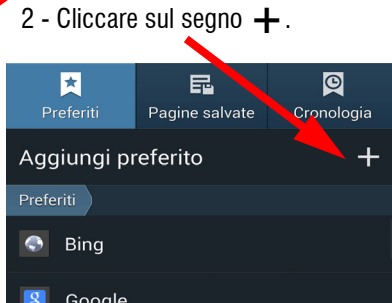 2 - Cliccare sul segno +.
Preferiti Pagine salvate Cronologia
Aggiungi preferito +
Preferiti
Bing
Google